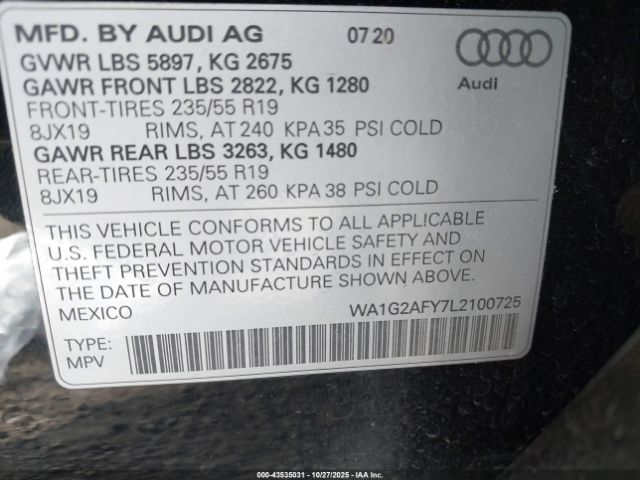 MFD. BY AUDI AG 07 20
GVWR LBS 5897, KG 2675
GAWR FRONT LBS 2822, KG 1280
Audi
FRONT-TIRES 235/55 R19
8JX19 RIMS, AT 240 KPA 35 PSI COLD
GAWR REAR LBS 3263, KG 1480
REAR-TIRES 235/55 R19
8JX19 RIMS, AT 260 KPA 38 PSI COLD
THIS VEHICLE CONFORMS TO ALL APPLICABLE
U.S. FEDERAL MOTOR VEHICLE SAFETY AND
THEFT PREVENTION STANDARDS IN EFFECT ON
THE DATE OF MANUFACTURE SHOWN ABOVE.
MEXICO WA1G2AFY7L2100725
TYPE:
MPV
000-43535031 - 10/27/2025 - IAA Inc.